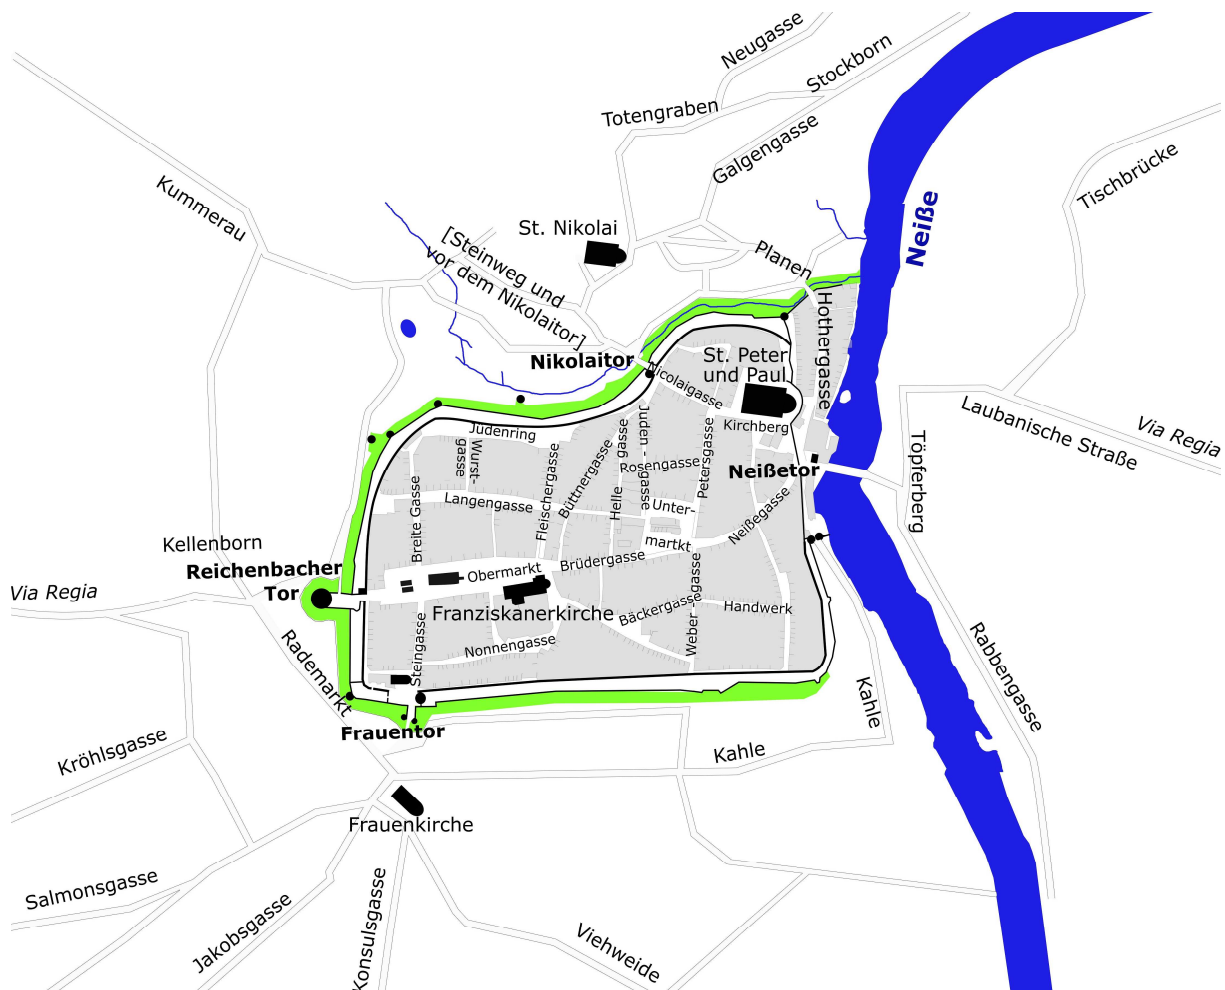 Neugasse
Stockborn
Totengraben
Galgengasse
Tischbrücke
Kummerau
Neiße
St. Nikolai
[Steinweg und
vor dem Nikolaitor]
Planen
Hothergasse
Nikolaitor
St. Peter
und Paul
Nicolaigasse
Kirchberg
Laubanische Straße
Via Regia
Judenring
Wurst-
gasse
Juden - gasse
Helle gasse
Büttnergasse
Fleischergasse
Rosengasse
Petersgasse
Neißetor
Töpferberg
Breite Gasse
Langengasse
Unter-
martkt
Neißegasse
Kellenborn
Reichenbacher
Tor
Via Regia
Obermarkt
Brüdergasse
Franziskanerkirche
Bäckergasse
Weber - gasse
Handwerk
Steingasse
Nonnengasse
Rademarkt
Rabbengasse
Kahle
Frauentor
Kahle
Kröhlsgasse
Frauenkirche
Salmonsgasse
Jakobsgasse
Konsulsgasse
Viehweide